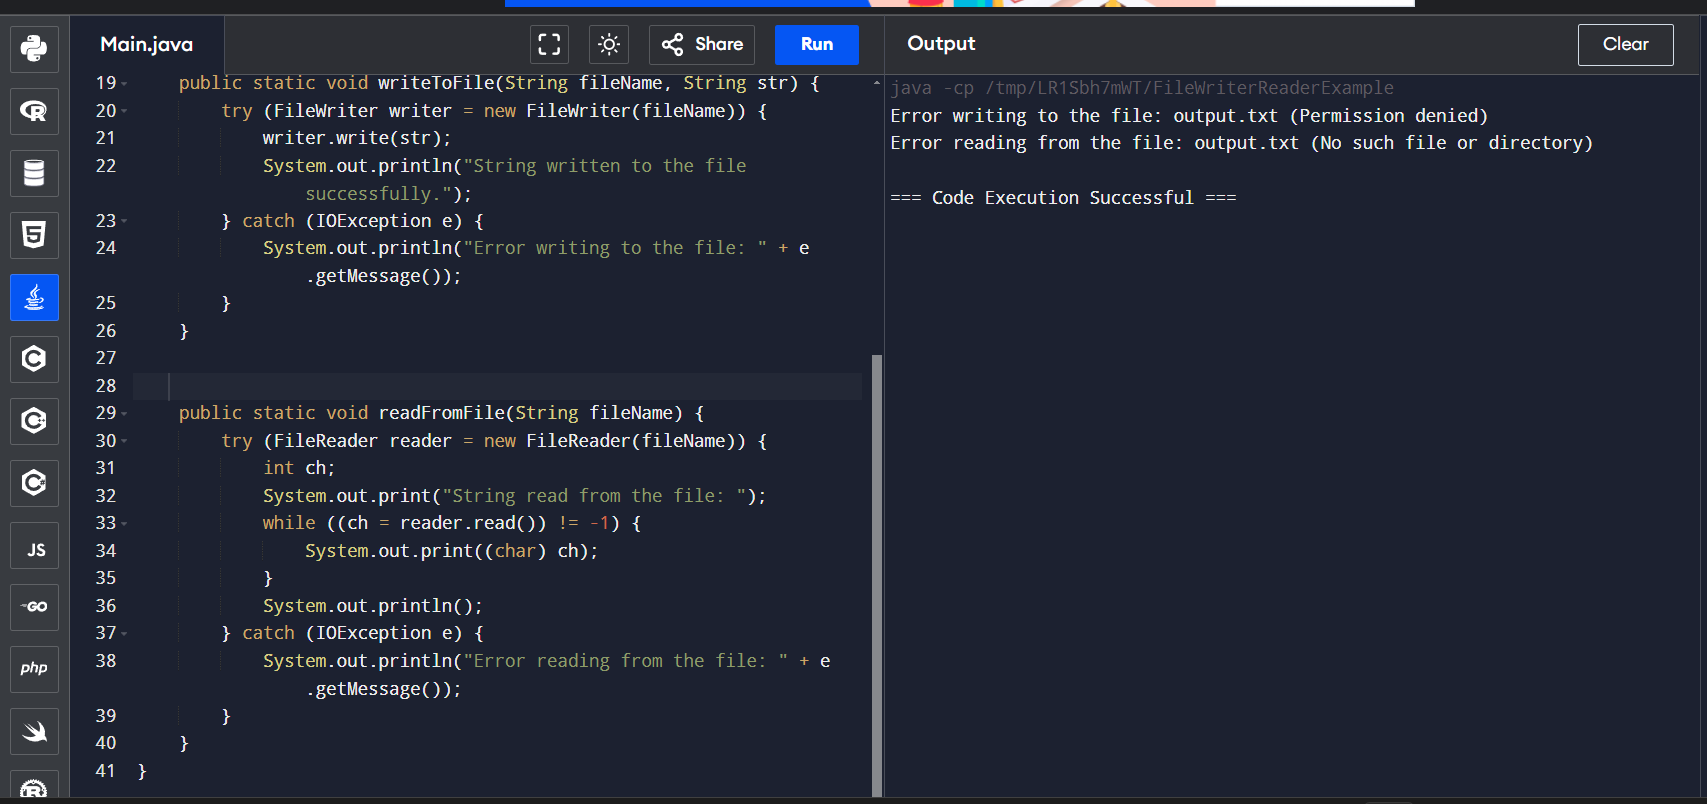 Main.java
Share
Run
Output
Clear
19 public static void writeToFile(String fileName, String str) {
20 try (FileWriter writer = new FileWriter(fileName)) {
21 writer.write(str);
22 System.out.println("String written to the file
successfully.");
23 } catch (IOException e) {
24 System.out.println("Error writing to the file: " + e
.getMessage());
25 }
26 }
27
28
29 public static void readFromFile(String fileName) {
30 try (FileReader reader = new FileReader(fileName)) {
31 int ch;
32 System.out.print("String read from the file: ");
33 while ((ch = reader.read()) != -1) {
34 System.out.print((char) ch);
35 }
36 System.out.println();
37 } catch (IOException e) {
38 System.out.println("Error reading from the file: " + e
.getMessage());
39 }
40 }
41 }
java -cp /tmp/LR1Sbh7mWT/FileWriterReaderExample
Error writing to the file: output.txt (Permission denied)
Error reading from the file: output.txt (No such file or directory)
=== Code Execution Successful ===
R
5
C
C
C
JS
GO
php
R